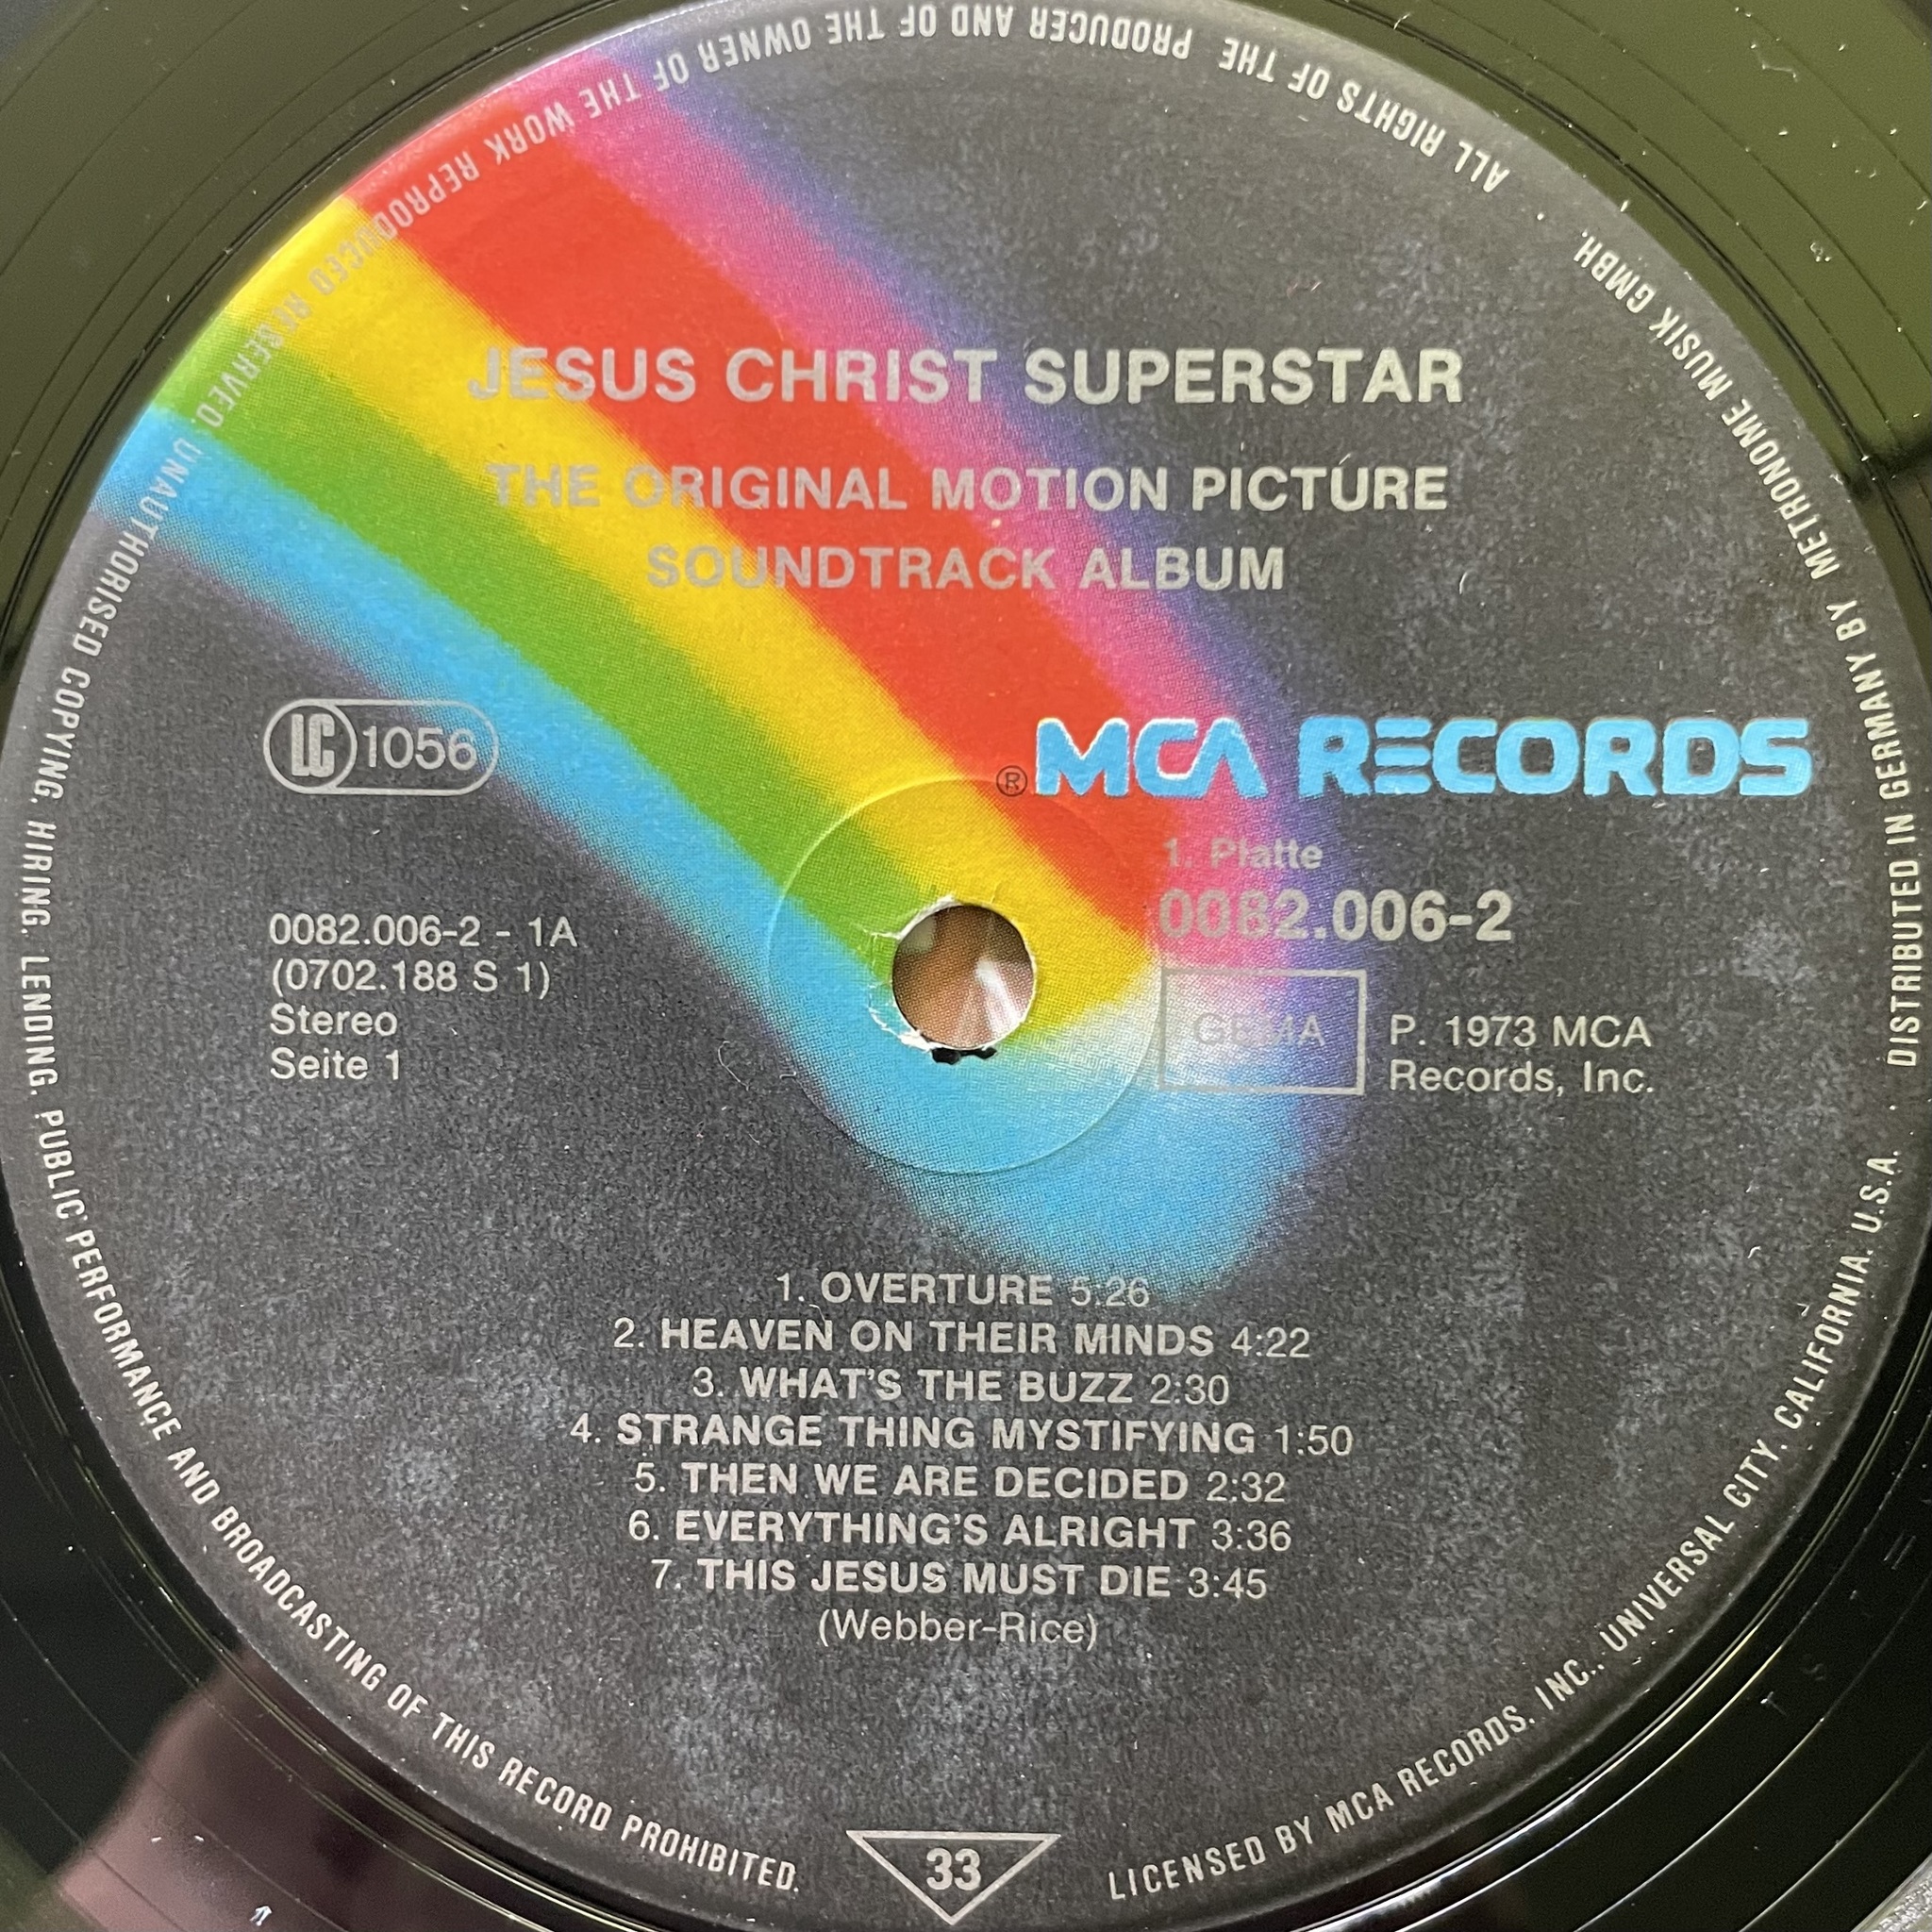 JESUS CHRIST SUPERSTAR
THE ORIGINAL MOTION PICTURE
SOUNDTRACK ALBUM
LC 1056
® MCA RECORDS
1. Platte
0082.006-2
GEMA
P. 1973 MCA
Records, Inc.
0082.006-2 - 1A
(0702.188 S 1)
Stereo
Seite 1
1. OVERTURE 5:26
2. HEAVEN ON THEIR MINDS 4:22
3. WHAT'S THE BUZZ 2:30
4. STRANGE THING MYSTIFYING 1:50
5. THEN WE ARE DECIDED 2:32
6. EVERYTHING'S ALRIGHT 3:36
7. THIS JESUS MUST DIE 3:45
(Webber-Rice)
33
ALL RIGHTS OF THE PRODUCER AND OF THE OWNER OF THE WORK REPRODUCED RESERVED. UNAUTHORISED COPYING, HIRING, LENDING, PUBLIC PERFORMANCE AND BROADCASTING OF THIS RECORD PROHIBITED.
LICENSED BY MCA RECORDS, INC., UNIVERSAL CITY, CALIFORNIA, U.S.A. · DISTRIBUTED IN GERMANY BY METRONOME MUSIK GMBH.